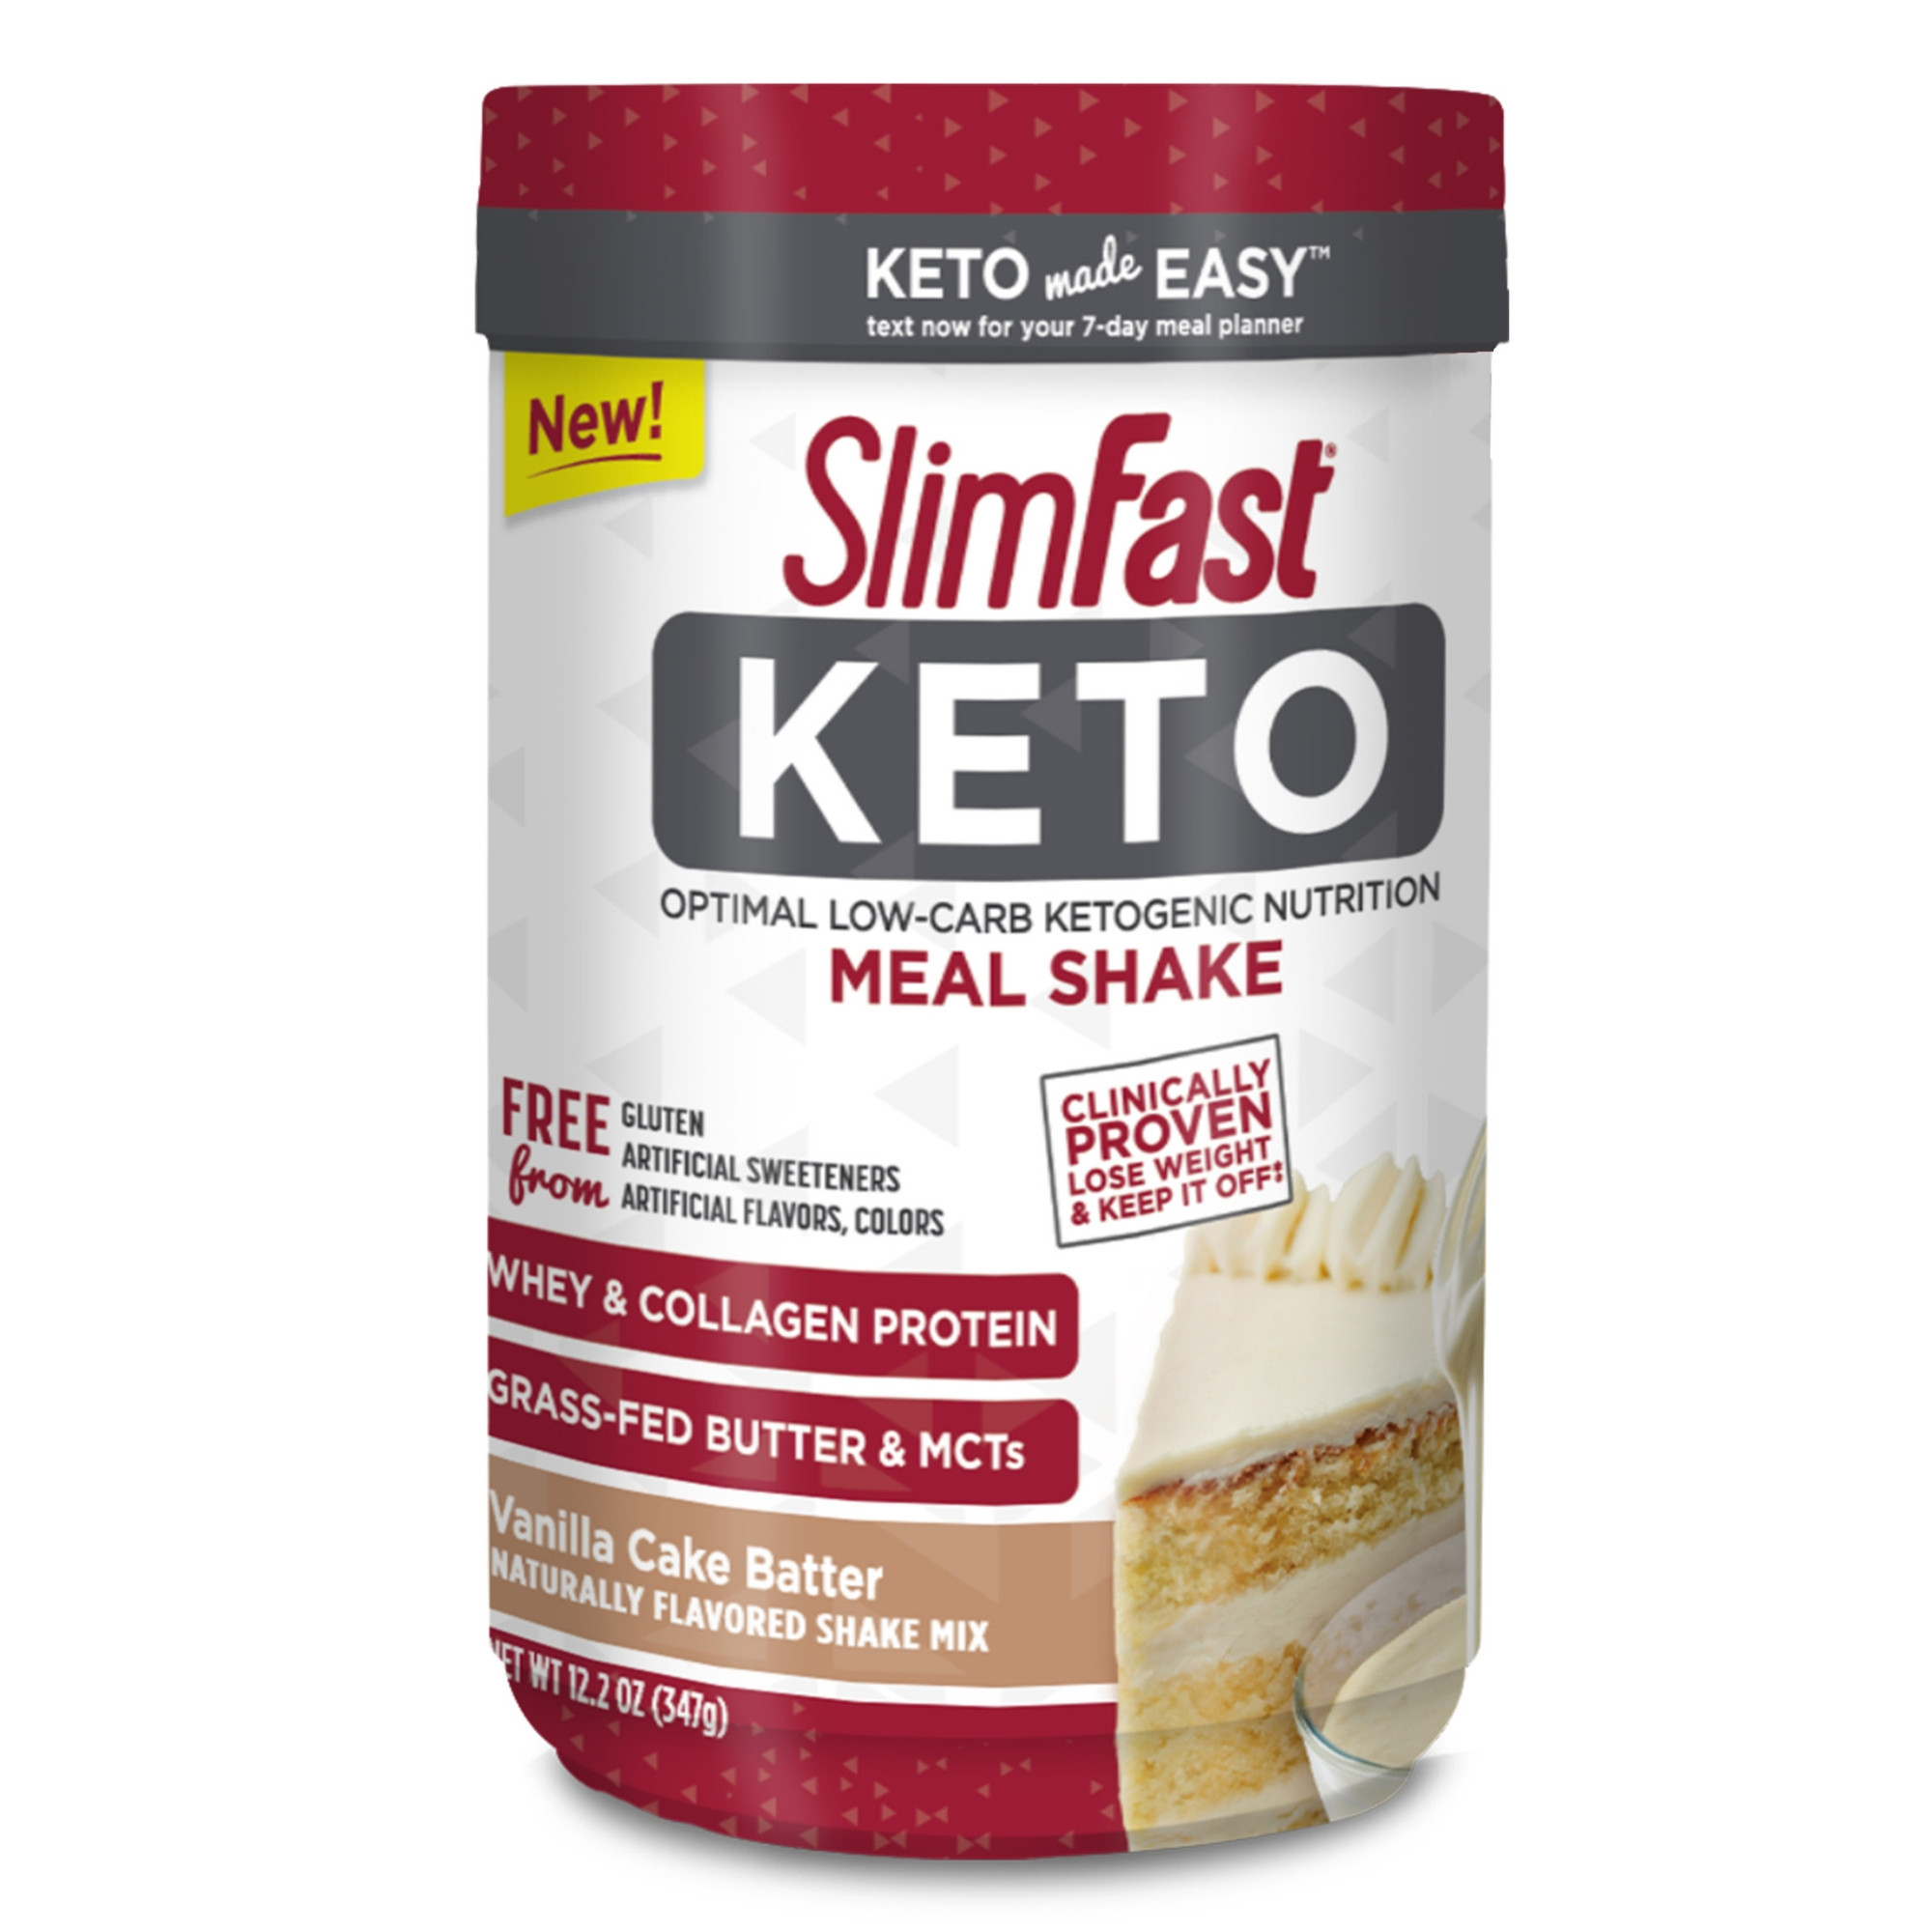 KETO made EASY™
text now for your 7-day meal planner
New!
SlimFast®
KETO
OPTIMAL LOW-CARB KETOGENIC NUTRITION
MEAL SHAKE
CLINICALLY
PROVEN
LOSE WEIGHT
& KEEP IT OFF‡
FREE from
GLUTEN
ARTIFICIAL SWEETENERS
ARTIFICIAL FLAVORS, COLORS
WHEY & COLLAGEN PROTEIN
GRASS-FED BUTTER & MCTs
Vanilla Cake Batter
NATURALLY FLAVORED SHAKE MIX
NET WT 12.2 OZ (347g)